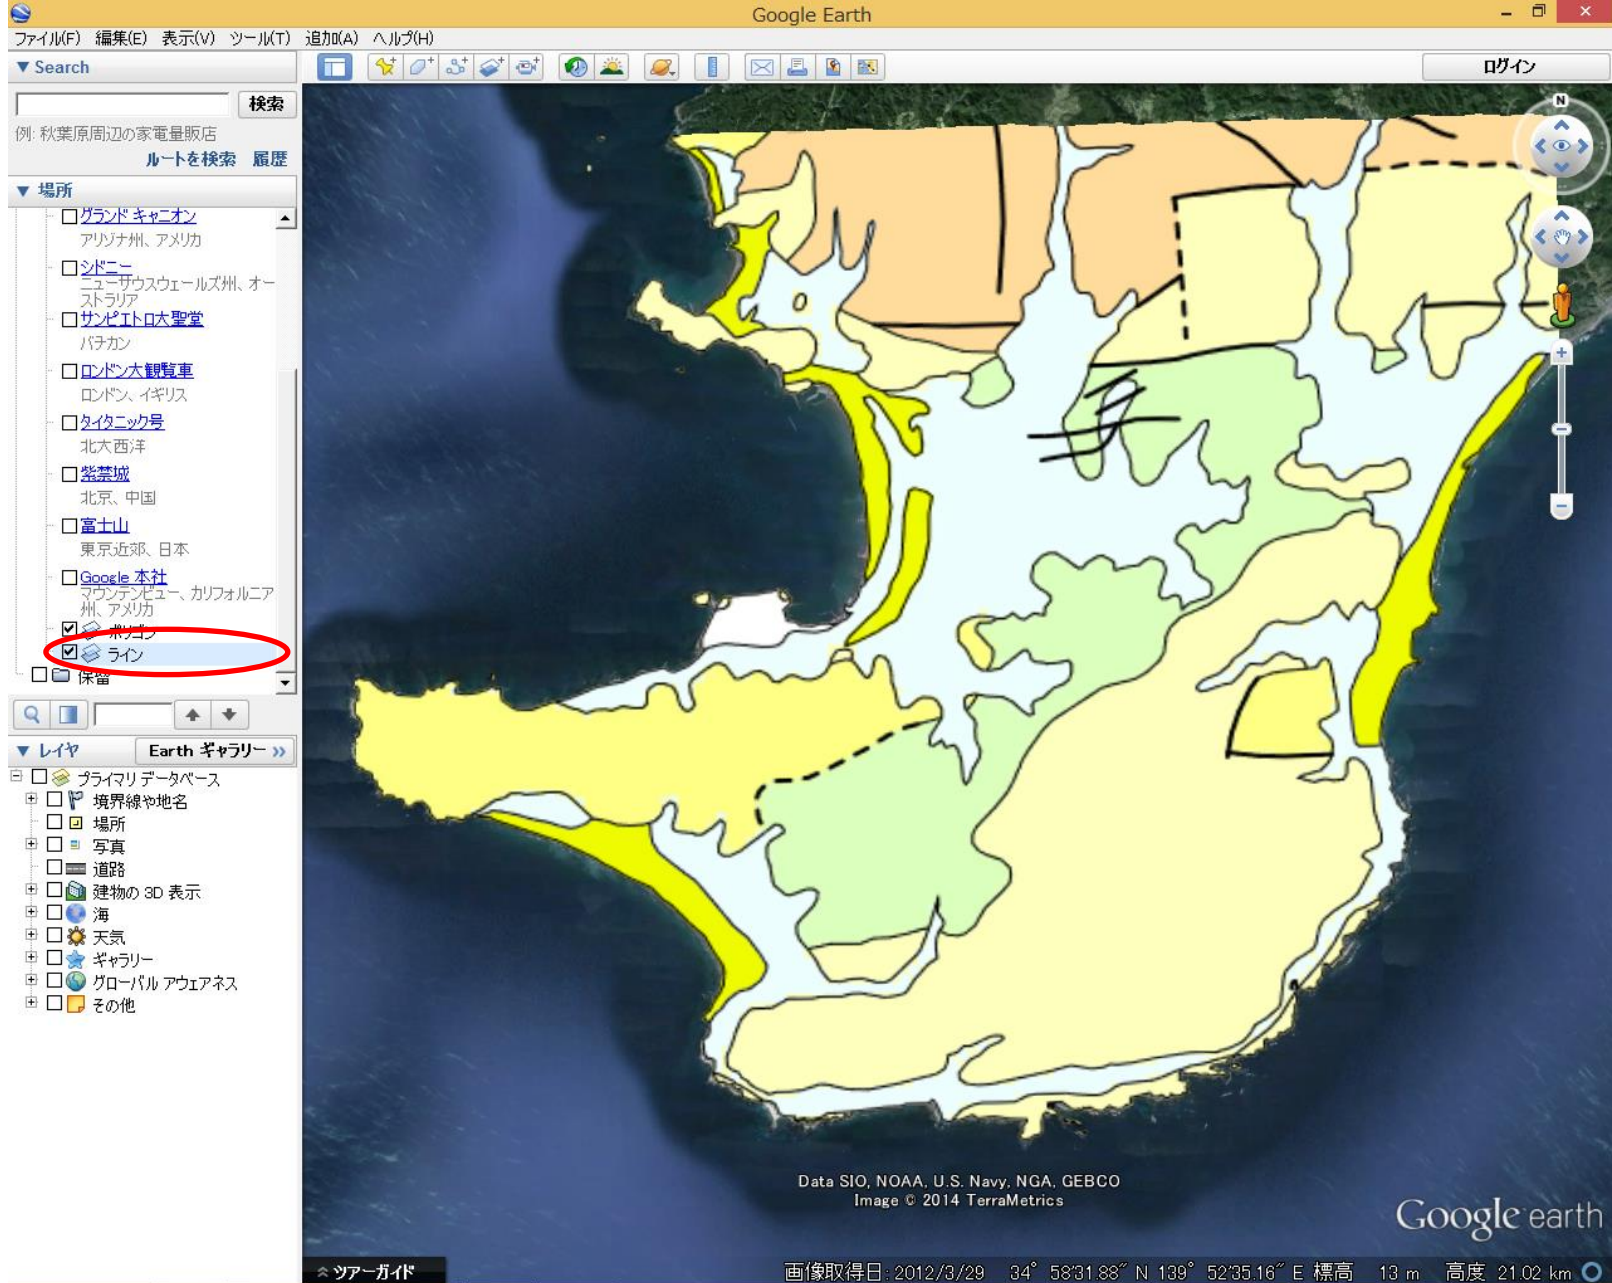 Google Earth
ファイル(F) 編集(E) 表示(V) ツール(T) 追加(A) ヘルプ(H)
▼ Search
ログイン
検索
例: 秋葉原周辺の家電量販店
ルートを検索 履歴
▼ 場所
グランド キャニオン
アリゾナ州、アメリカ
シドニー
ニューサウスウェールズ州、オー
ストラリア
サンピエトロ大聖堂
バチカン
ロンドン大観覧車
ロンドン、イギリス
タイタニック号
北大西洋
紫禁城
北京、中国
富士山
東京近郊、日本
Google 本社
マウンテンビュー、カリフォルニア
州、アメリカ
ポリゴン
ライン
保留
▼ レイヤ Earth ギャラリー >>
プライマリ データベース
境界線や地名
場所
写真
道路
建物の 3D 表示
海
天気
ギャラリー
グローバル アウェアネス
その他
N
Data SIO, NOAA, U.S. Navy, NGA, GEBCO
Image © 2014 TerraMetrics
Google earth
ツアーガイド
画像取得日: 2012/3/29 34° 58'31.88" N 139° 52'35.16" E 標高 13 m 高度 21.02 km